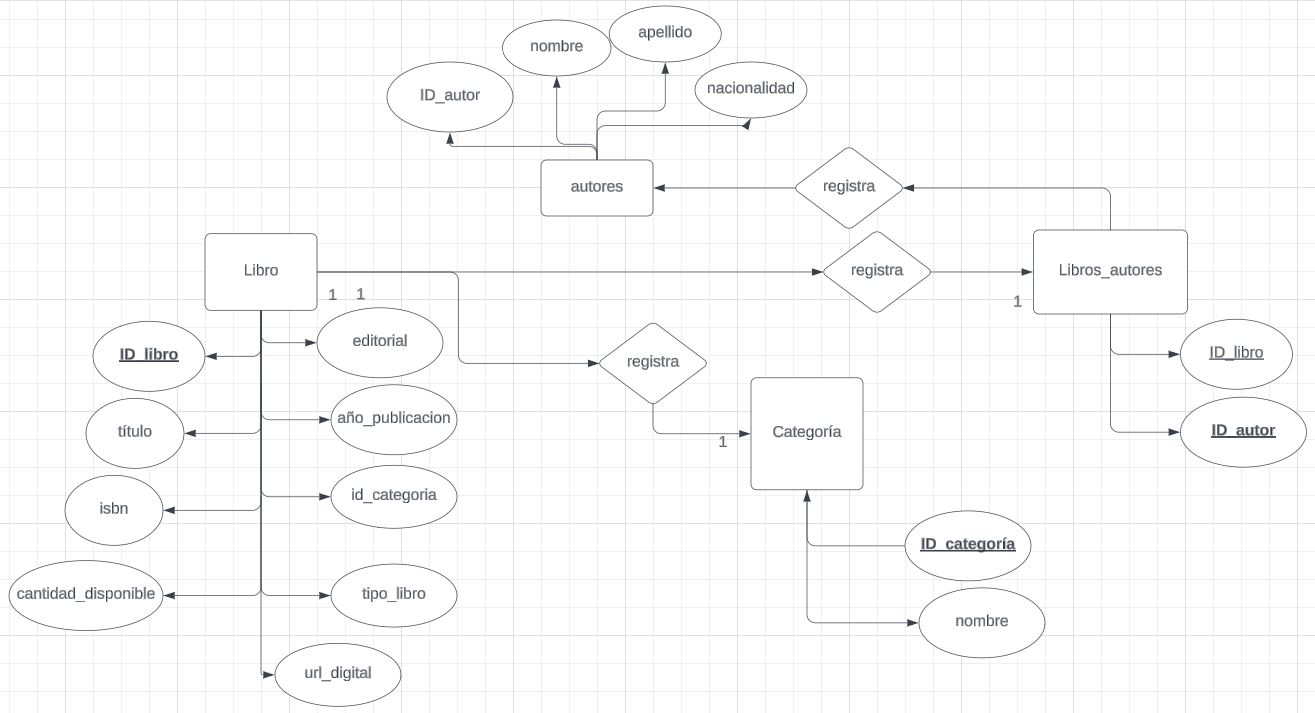 apellido
nombre
nacionalidad
ID_autor
autores
registra
Libro
registra
Libros_autores
1
1
1
editorial
ID_libro
registra
ID_libro
año_publicacion
título
Categoría
ID_autor
1
id_categoria
isbn
ID_categoría
cantidad_disponible
tipo_libro
nombre
url_digital